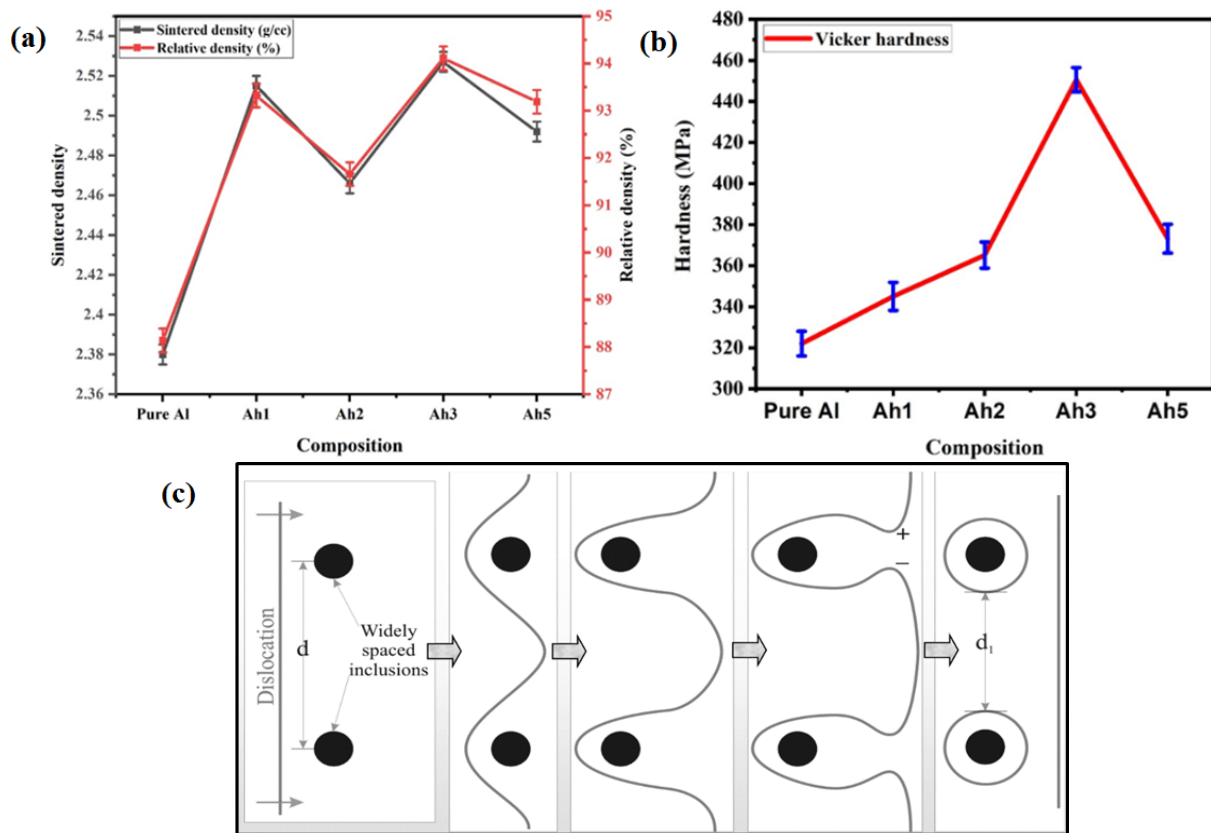 (a)
Sintered density (g/cc)
Relative density (%)
2.54
2.52
2.5
2.48
2.46
2.44
2.42
2.4
2.38
2.36
Sintered density
95
94
93
92
91
90
89
88
87
Relative density (%)
Pure Al Ah1 Ah2 Ah3 Ah5
Composition
(b)
Vicker hardness
480
460
440
420
400
380
360
340
320
300
Hardness (MPa)
Pure Al Ah1 Ah2 Ah3 Ah5
Composition
(c)
Dislocation
d
Widely
spaced
inclusions
+
–
d1